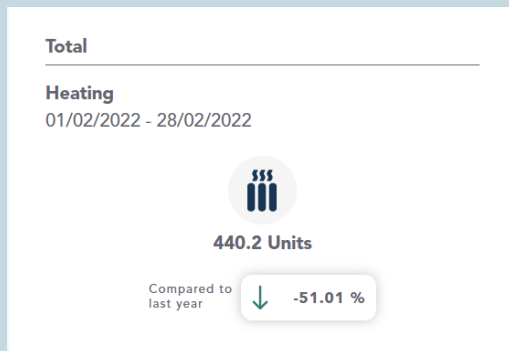 Total
Heating
01/02/2022 - 28/02/2022
440.2 Units
Compared to
last year
-51.01 %